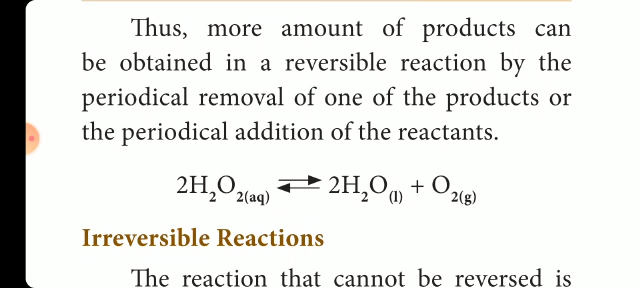 Thus, more amount of products can
be obtained in a reversible reaction by the
periodical removal of one of the products or
the periodical addition of the reactants.
2H₂O₂(aq) ⇌ 2H₂O(l) + O₂(g)
Irreversible Reactions
The reaction that cannot be reversed is